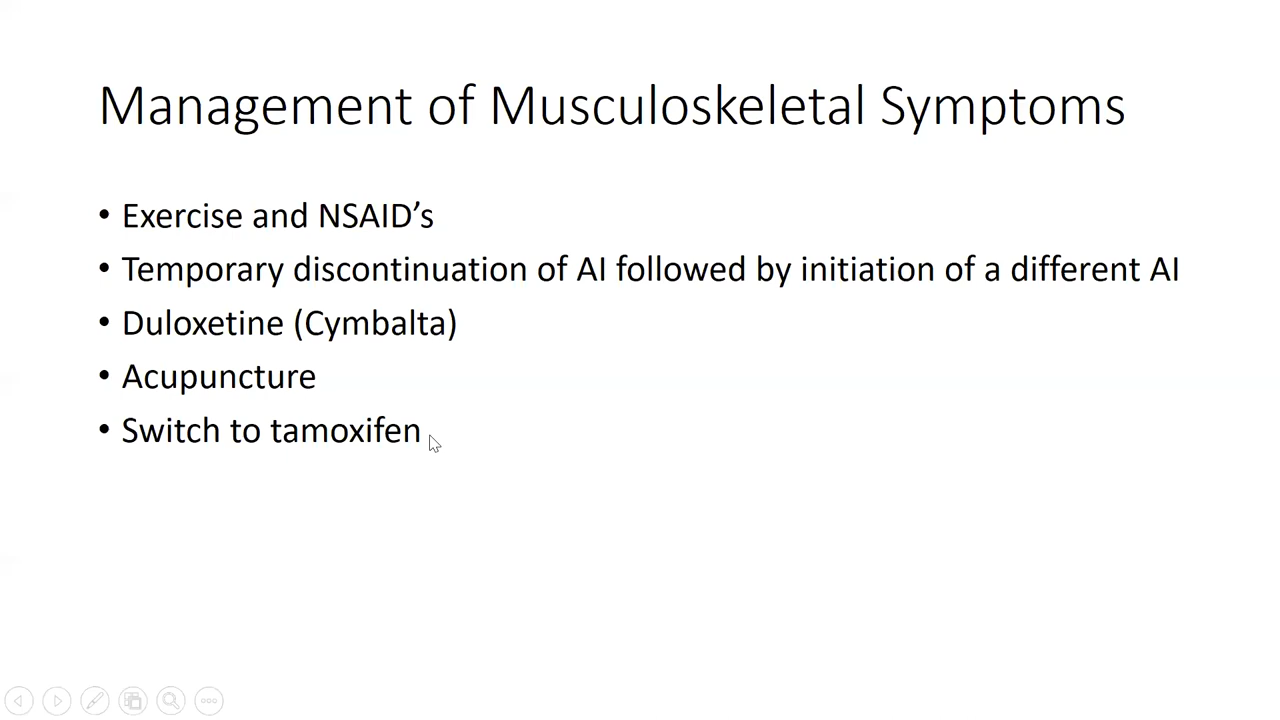 Management of Musculoskeletal Symptoms
• Exercise and NSAID’s
• Temporary discontinuation of AI followed by initiation of a different AI
• Duloxetine (Cymbalta)
• Acupuncture
• Switch to tamoxifen